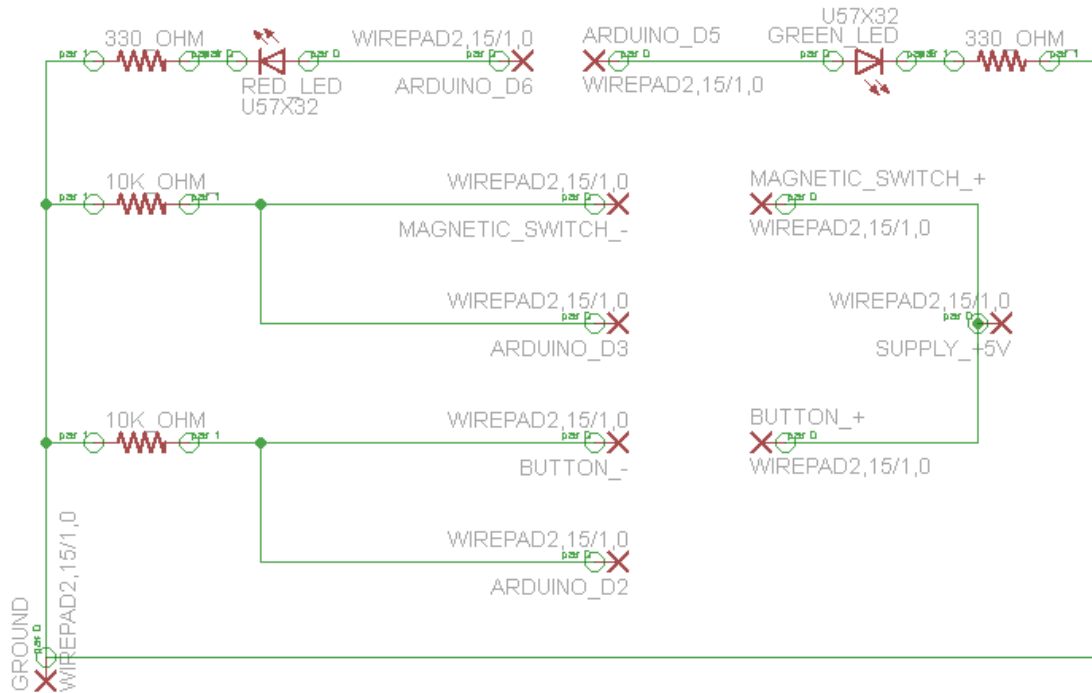 330_OHM
RED_LED
U57X32
WIREPAD2,15/1,0
ARDUINO_D6
ARDUINO_D5
WIREPAD2,15/1,0
U57X32
GREEN_LED
330_OHM
10K_OHM
WIREPAD2,15/1,0
MAGNETIC_SWITCH_-
MAGNETIC_SWITCH_+
WIREPAD2,15/1,0
WIREPAD2,15/1,0
ARDUINO_D3
WIREPAD2,15/1,0
SUPPLY_+5V
10K_OHM
WIREPAD2,15/1,0
BUTTON_-
BUTTON_+
WIREPAD2,15/1,0
WIREPAD2,15/1,0
ARDUINO_D2
GROUND
WIREPAD2,15/1,0